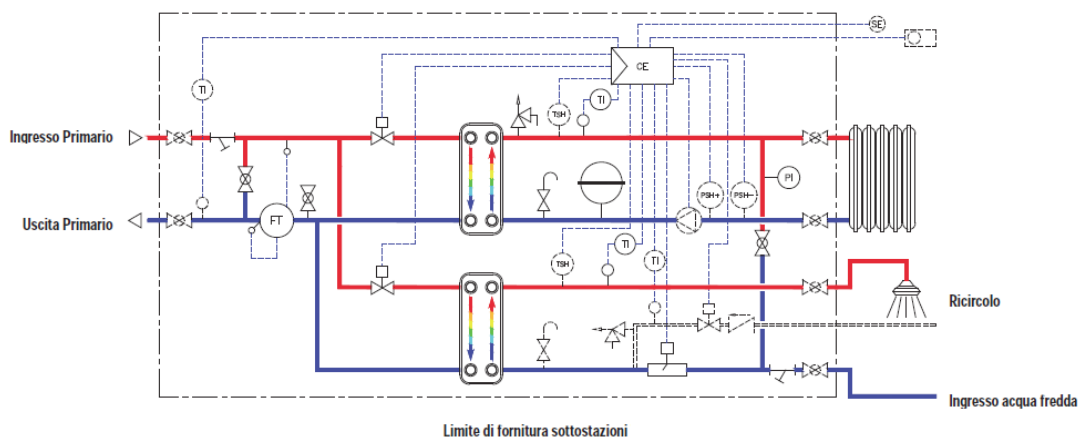 SE
CE
TI
TSH
TI
Ingresso Primario
PI
PSH+
PSH–
Uscita Primario
FT
TSH
TI
TI
Ricircolo
Ingresso acqua fredda
Limite di fornitura sottostazioni